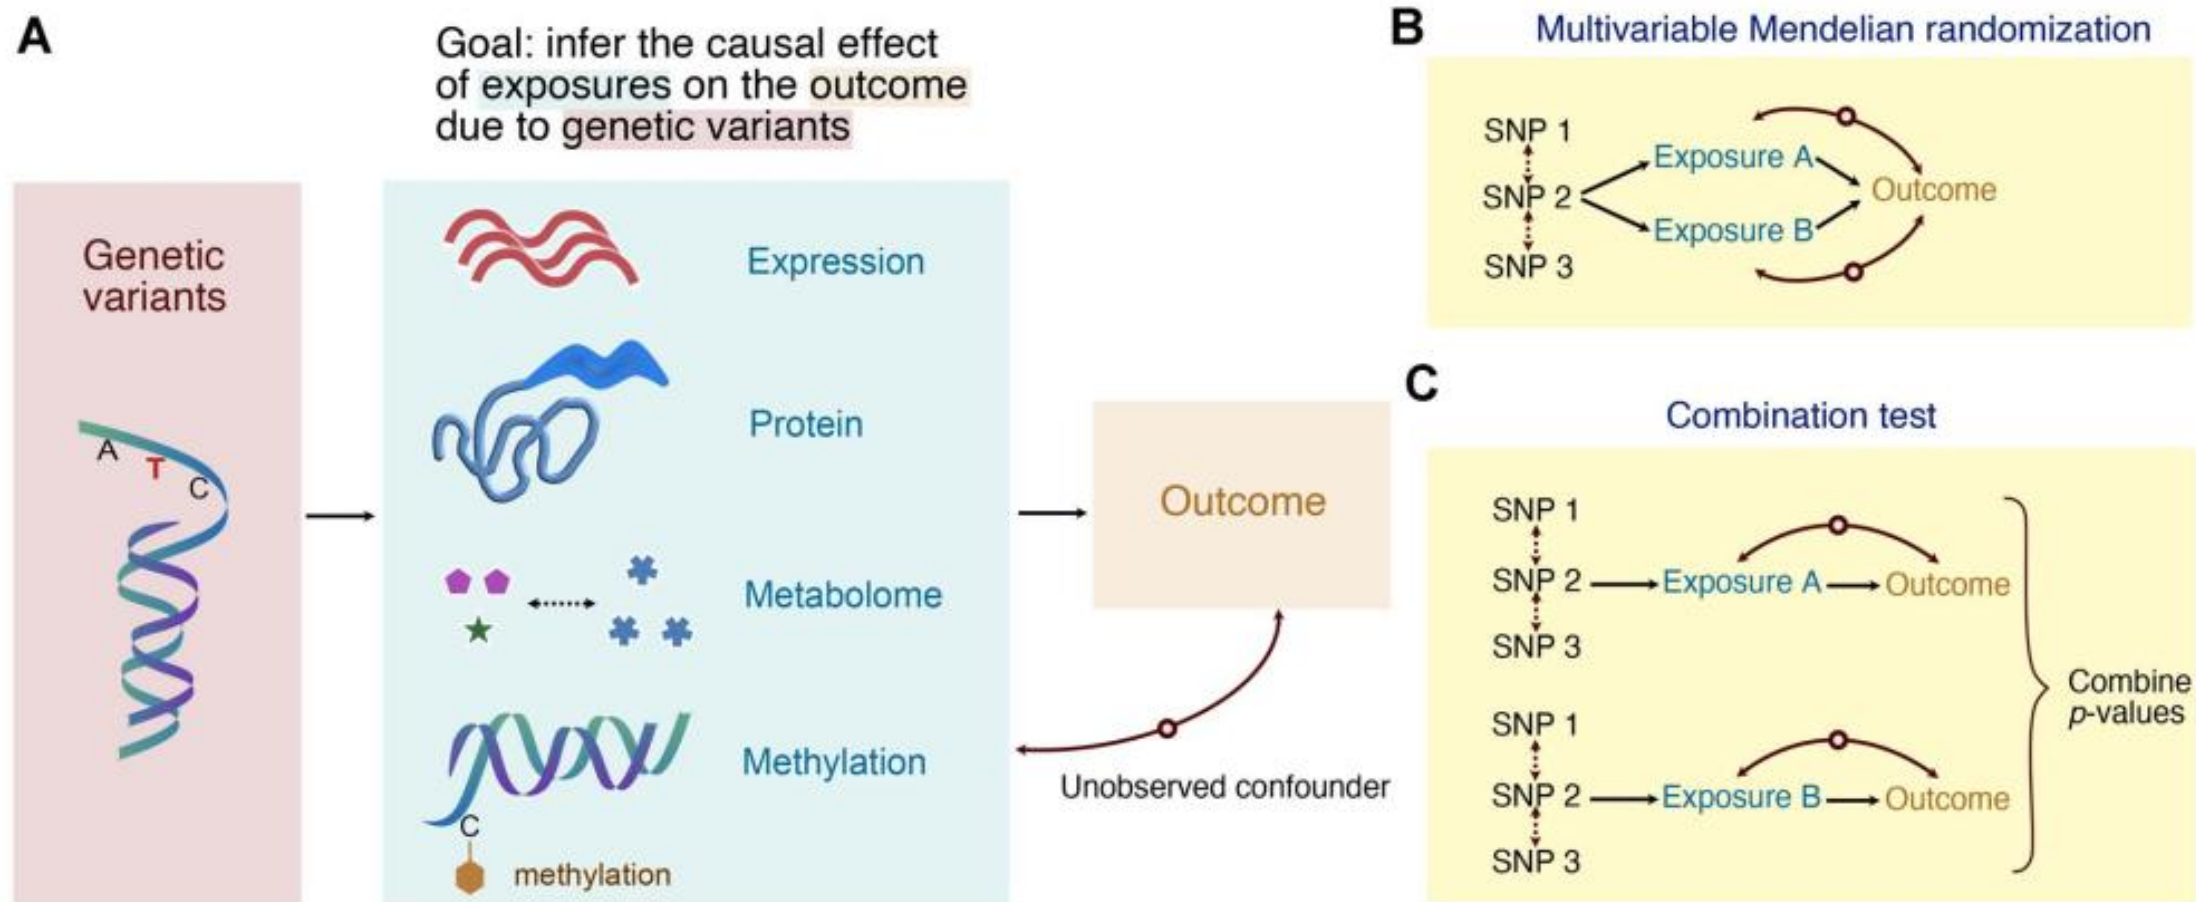 A
Goal: infer the causal effect
of exposures on the outcome
due to genetic variants
Genetic
variants
A
T
C
Expression
Protein
Metabolome
Methylation
C
methylation
Outcome
Unobserved confounder
B
Multivariable Mendelian randomization
SNP 1
SNP 2
SNP 3
Exposure A
Exposure B
Outcome
C
Combination test
SNP 1
SNP 2
Exposure A
Outcome
SNP 3
SNP 1
SNP 2
Exposure B
Outcome
SNP 3
Combine
p-values